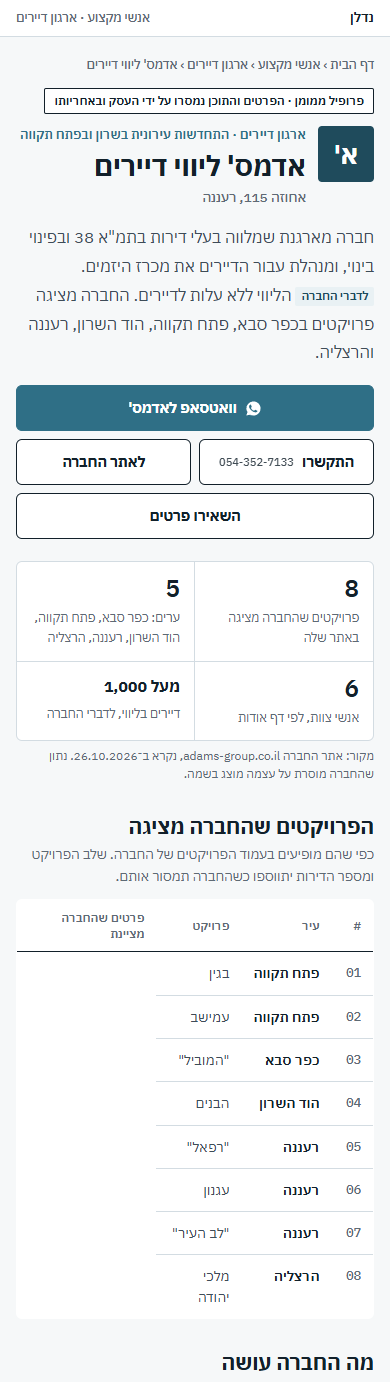 נדלן
אנשי מקצוע · ארגון דיירים
דף הבית › אנשי מקצוע › ארגון דיירים › אדמס' ליווי דיירים
פרופיל ממומן · הפרטים והתוכן נמסרו על ידי העסק ובאחריותו
א'
ארגון דיירים · התחדשות עירונית בשרון ובפתח תקווה
אדמס' ליווי דיירים
אחוזה 115, רעננה
חברה מארגנת שמלווה בעלי דירות בתמ"א 38 ובפינוי
בינוי, ומנהלת עבור הדיירים את מכרז היזמים.
לדברי החברה הליווי ללא עלות לדיירים. החברה מציגה
פרויקטים בכפר סבא, פתח תקווה, הוד השרון, רעננה
והרצליה.
וואטסאפ לאדמס'
התקשרו 054-352-7133
לאתר החברה
השאירו פרטים
8
פרויקטים שהחברה מציגה
באתר שלה
5
ערים: כפר סבא, פתח תקווה,
הוד השרון, רעננה, הרצליה
6
אנשי צוות, לפי דף אודות
מעל 1,000
דיירים בליווי, לדברי החברה
מקור: אתר החברה adams-group.co.il, נקרא ב־26.10.2026. נתון
שהחברה מוסרת על עצמה מוצג בשמה.
הפרויקטים שהחברה מציגה
כפי שהם מופיעים בעמוד הפרויקטים של החברה. שלב הפרויקט
ומספר הדירות יתווספו כשהחברה תמסור אותם.
# עיר פרויקט פרטים שהחברה
מציינת
01 פתח תקווה בגין
02 פתח תקווה עמישב
03 כפר סבא "המוביל"
04 הוד השרון הבנים
05 רעננה "רפאל"
06 רעננה עגנון
07 רעננה "לב העיר"
08 הרצליה מלכי
יהודה
מה החברה עושה